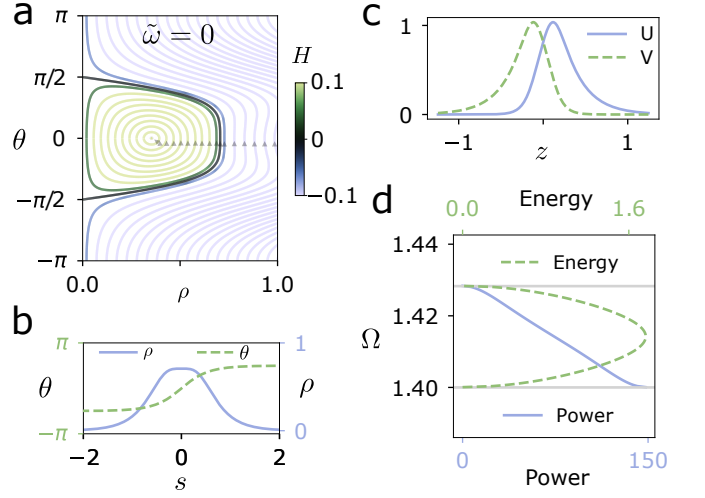 a
ω̃ = 0
π
π/2
0
−π/2
−π
θ
0.0
1.0
ρ
H
0.1
0
−0.1
b
π
−π
θ
ρ
θ
1
0
ρ
−2
0
2
s
c
1
0
U
V
−1
1
z
d
Energy
0.0
1.6
1.44
1.42
1.40
Ω
Energy
Power
0
150
Power